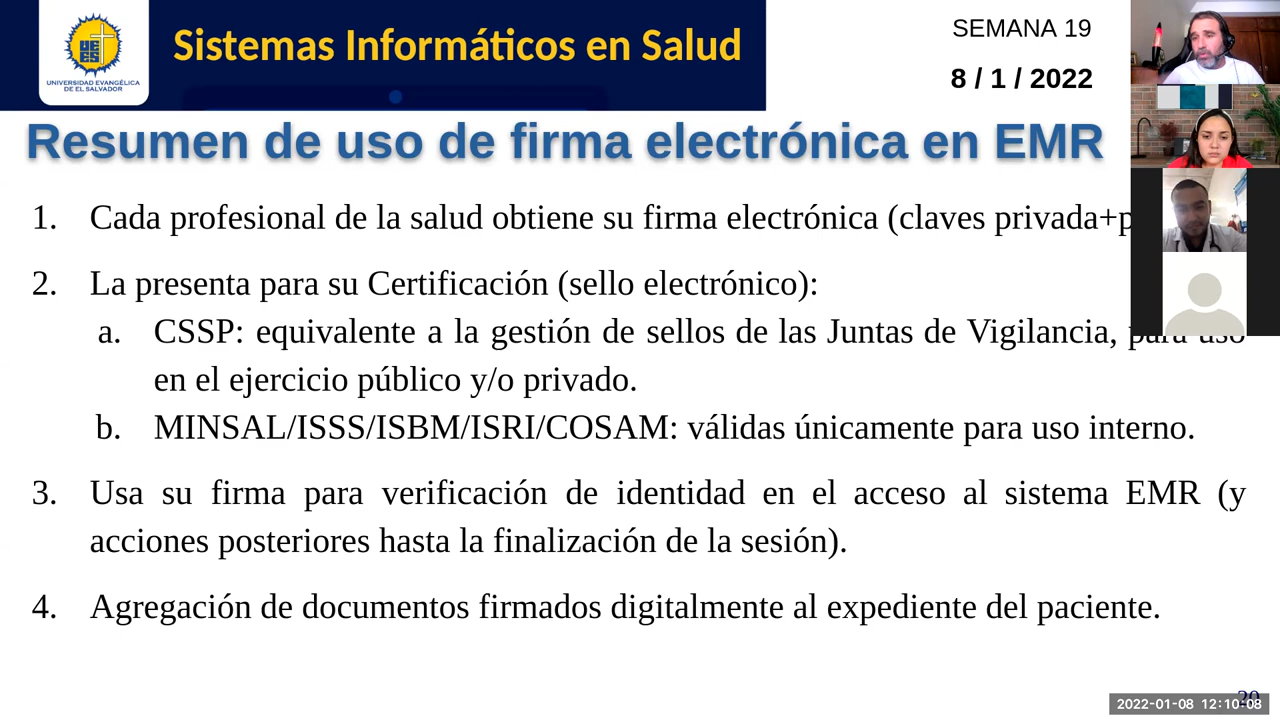 Sistemas Informáticos en Salud
UNIVERSIDAD EVANGÉLICA
DE EL SALVADOR
SEMANA 19
8 / 1 / 2022
Resumen de uso de firma electrónica en EMR
1. Cada profesional de la salud obtiene su firma electrónica (claves privada+p
2. La presenta para su Certificación (sello electrónico):
a. CSSP: equivalente a la gestión de sellos de las Juntas de Vigilancia, para uso
en el ejercicio público y/o privado.
b. MINSAL/ISSS/ISBM/ISRI/COSAM: válidas únicamente para uso interno.
3. Usa su firma para verificación de identidad en el acceso al sistema EMR (y
acciones posteriores hasta la finalización de la sesión).
4. Agregación de documentos firmados digitalmente al expediente del paciente.
20
2022-01-08 12:10:08